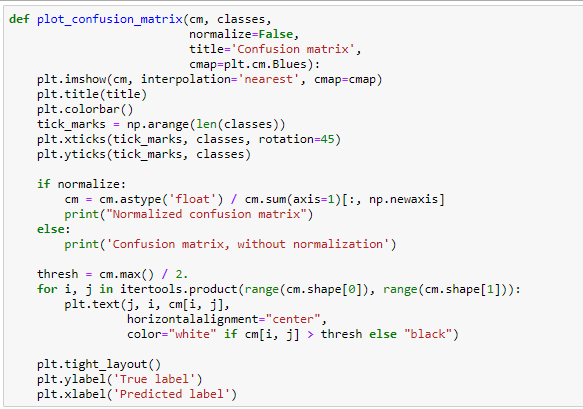 def plot_confusion_matrix(cm, classes,
                          normalize=False,
                          title='Confusion matrix',
                          cmap=plt.cm.Blues):
    plt.imshow(cm, interpolation='nearest', cmap=cmap)
    plt.title(title)
    plt.colorbar()
    tick_marks = np.arange(len(classes))
    plt.xticks(tick_marks, classes, rotation=45)
    plt.yticks(tick_marks, classes)

    if normalize:
        cm = cm.astype('float') / cm.sum(axis=1)[:, np.newaxis]
        print("Normalized confusion matrix")
    else:
        print('Confusion matrix, without normalization')

    thresh = cm.max() / 2.
    for i, j in itertools.product(range(cm.shape[0]), range(cm.shape[1])):
        plt.text(j, i, cm[i, j],
                 horizontalalignment="center",
                 color="white" if cm[i, j] > thresh else "black")

    plt.tight_layout()
    plt.ylabel('True label')
    plt.xlabel('Predicted label')